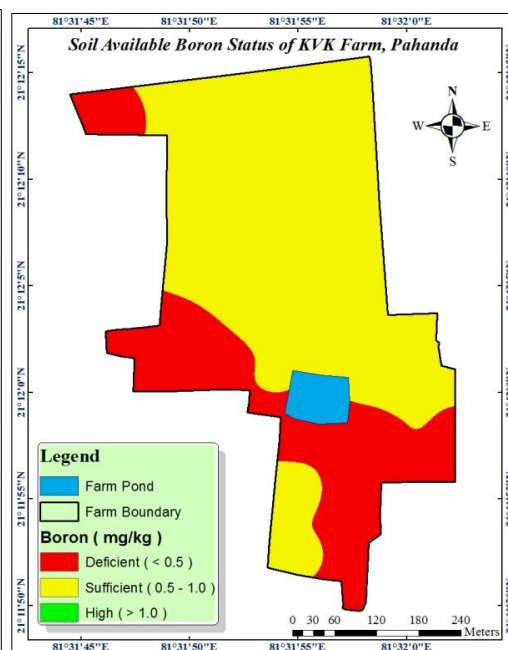 81°31'45"E 81°31'50"E 81°31'55"E 81°32'0"E
Soil Available Boron Status of KVK Farm, Pahanda
21°12'15"N
21°12'10"N
21°12'5"N
21°12'0"N
21°11'55"N
21°11'50"N
N
W E
S
Legend
Farm Pond
Farm Boundary
Boron ( mg/kg )
Deficient ( < 0.5 )
Sufficient ( 0.5 - 1.0 )
High ( > 1.0 )
0 30 60 120 180 240
Meters
81°31'45"E 81°31'50"E 81°31'55"E 81°32'0"E